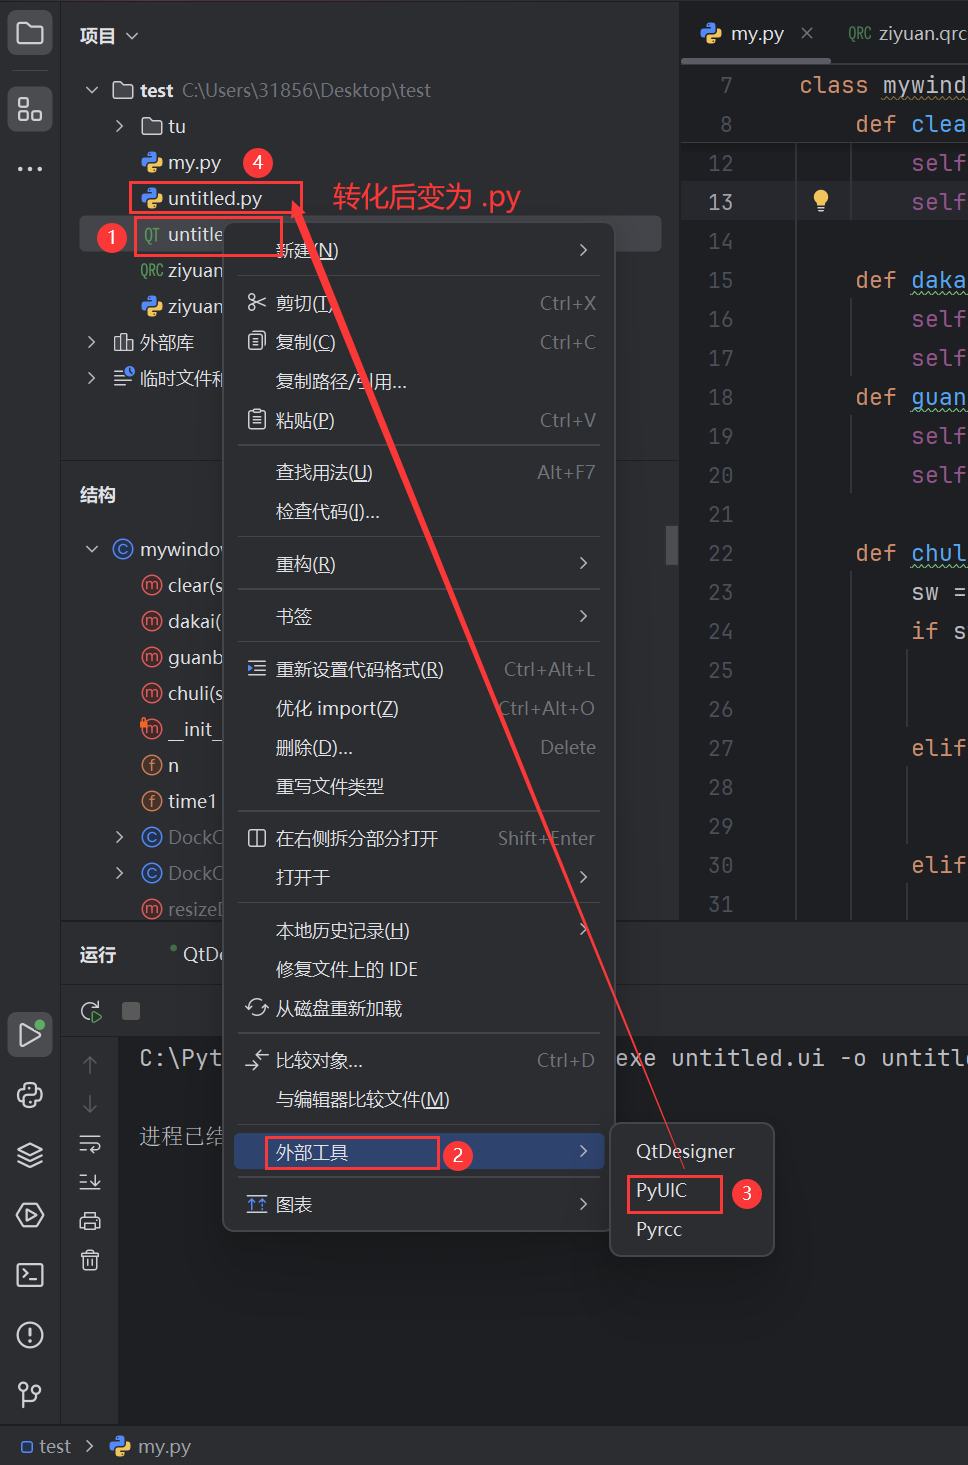 项目
test C:\Users\31856\Desktop\test
tu
my.py
4
untitled.py
转化后变为 .py
1
QT untitle
QRC ziyuan
ziyuan
外部库
临时文件和
新建(N)
剪切(T) Ctrl+X
复制(C) Ctrl+C
复制路径/引用...
粘贴(P) Ctrl+V
查找用法(U) Alt+F7
检查代码(I)...
重构(R)
书签
重新设置代码格式(R) Ctrl+Alt+L
优化 import(Z) Ctrl+Alt+O
删除(D)... Delete
重写文件类型
在右侧拆分部分打开 Shift+Enter
打开于
本地历史记录(H)
修复文件上的 IDE
从磁盘重新加载
比较对象... Ctrl+D
与编辑器比较文件(M)
外部工具
2
图表
QtDesigner
PyUIC
3
Pyrcc
结构
C mywindow
m clear(s
m dakai(
m guanb
m chuli(s
m __init_
f n
f time1
C DockC
C DockC
m resizeD
my.py
QRC ziyuan.qrc
7 class mywind
8 def clea
12 self
13 self
14
15 def daka
16 self
17 self
18 def guan
19 self
20 self
21
22 def chul
23 sw =
24 if s
25
26
27 elif
28
29
30 elif
31
运行
QtDe
C:\Pyt
exe untitled.ui -o untitle
进程已结
test > my.py